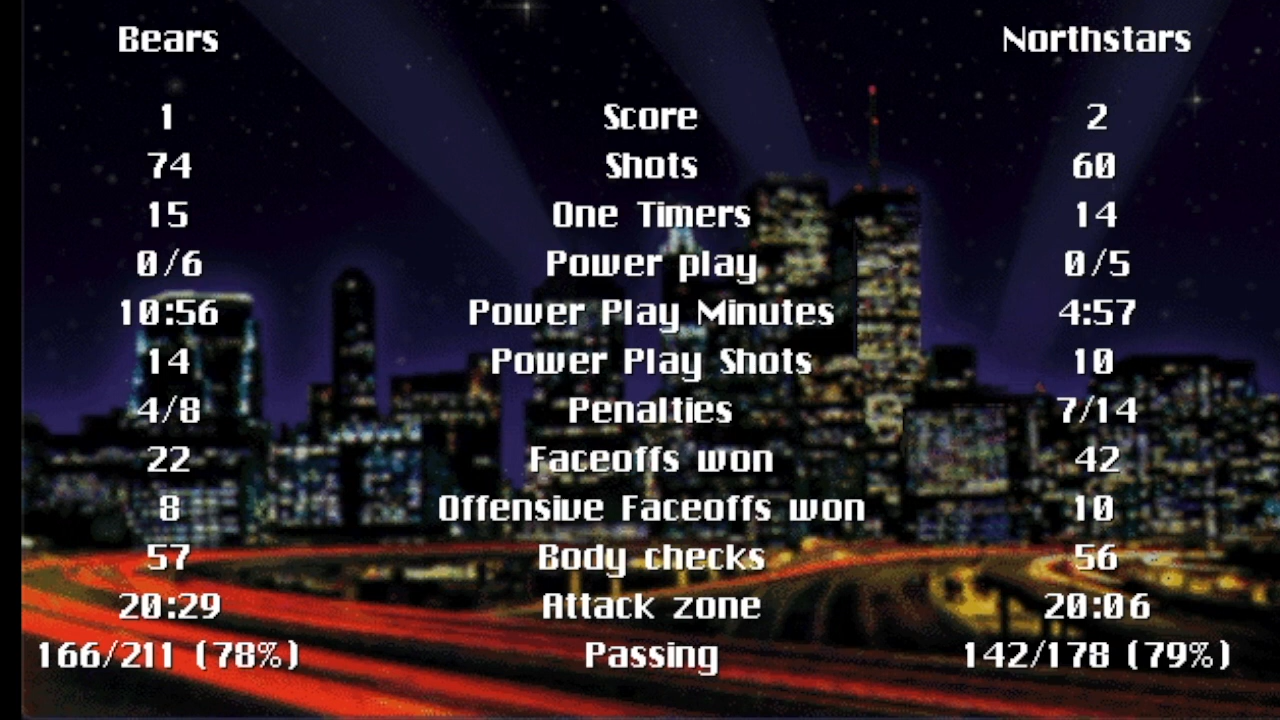 Bears Northstars
1 Score 2
74 Shots 60
15 One Timers 14
0/6 Power play 0/5
10:56 Power Play Minutes 4:57
14 Power Play Shots 10
4/8 Penalties 7/14
22 Faceoffs won 42
8 Offensive Faceoffs won 10
57 Body checks 56
20:29 Attack zone 20:06
166/211 (78%) Passing 142/178 (79%)